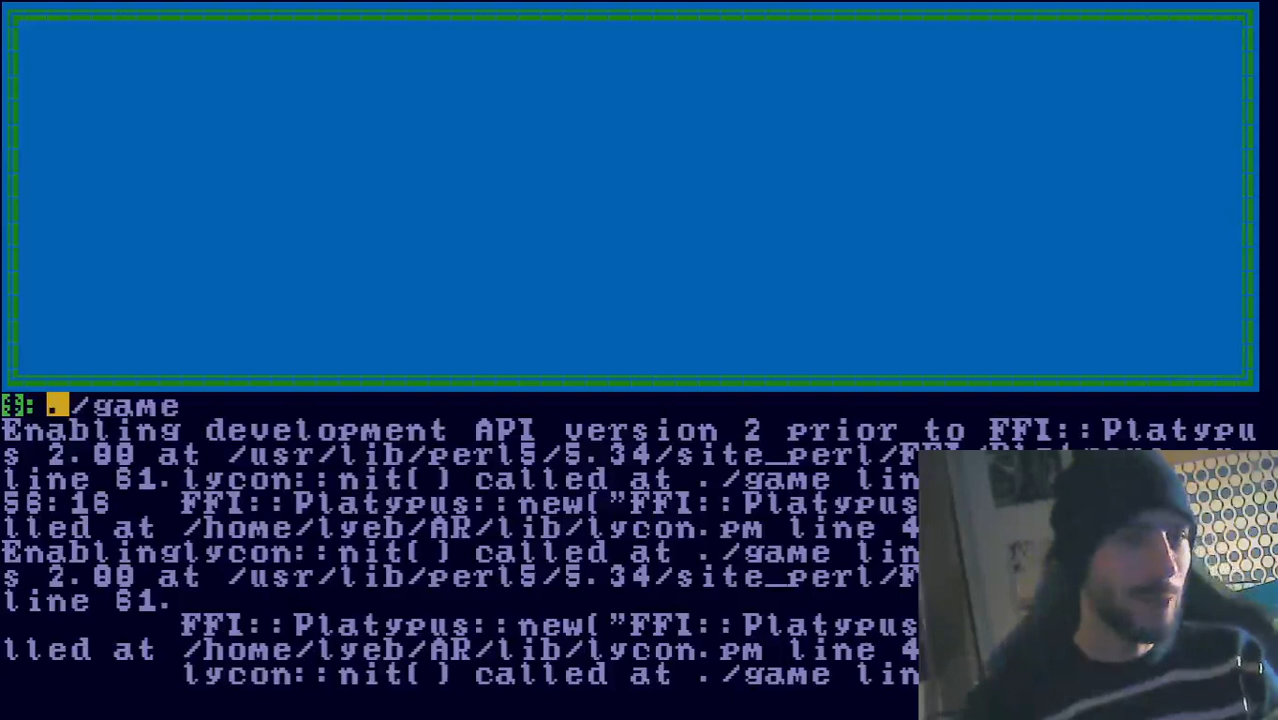 $: ./game
Enabling development API version 2 prior to FFI::Platypu
s 2.00 at /usr/lib/perl5/5.34/site_perl/FFI/Platypus.pm
line 61.lycon::nit() called at ./game lin
56:16    FFI::Platypus::new("FFI::Platypus
lled at /home/lyeb/AR/lib/lycon.pm line 4
Enablinglycon::nit() called at ./game lin
s 2.00 at /usr/lib/perl5/5.34/site_perl/F
line 61.
FFI::Platypus::new("FFI::Platypus
lled at /home/lyeb/AR/lib/lycon.pm line 4
lycon::nit() called at ./game lin